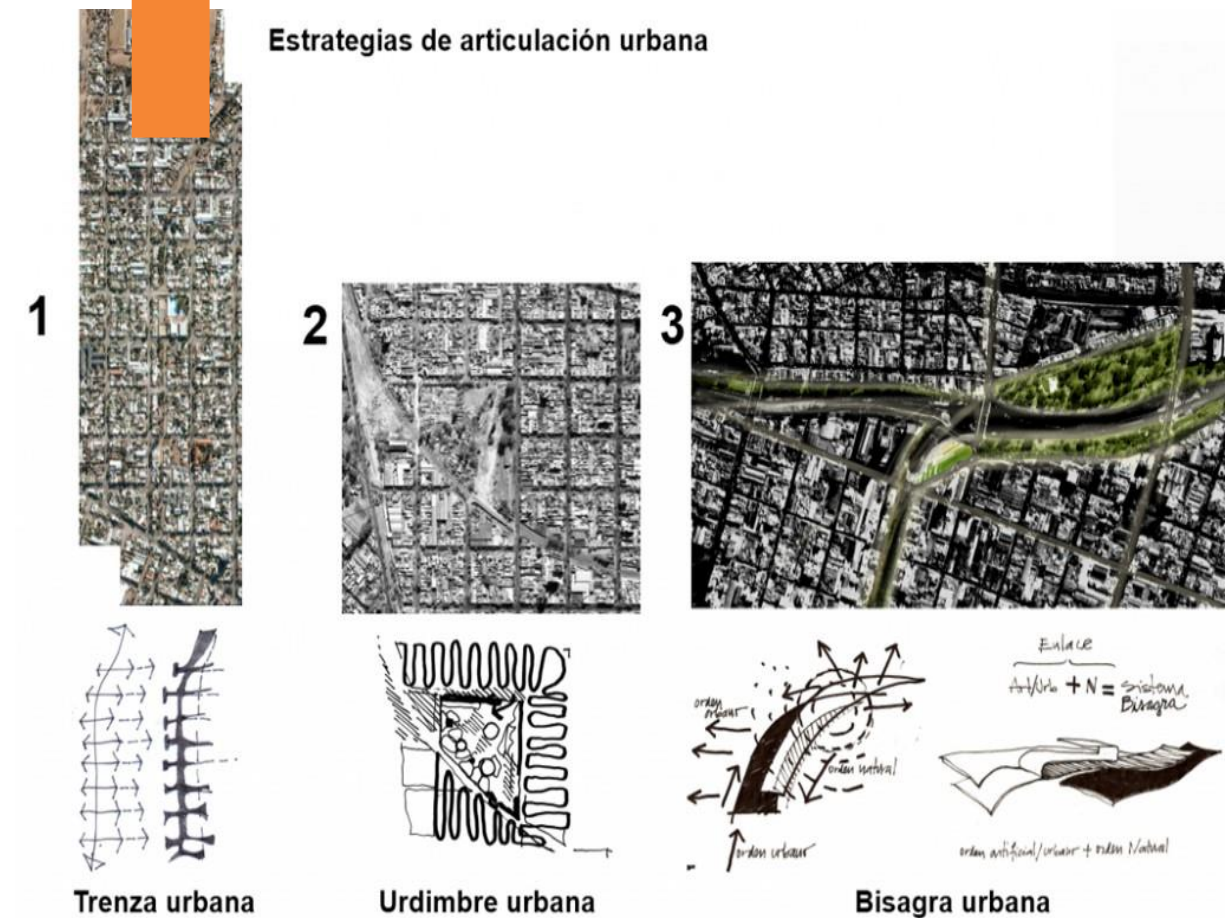 Estrategias de articulación urbana
1
2
3
Enlace
Art/Urb + N = sistema
Bisagra
orden
urbano
orden natural
orden urbano
orden artificial/urbano + orden Natural
Trenza urbana
Urdimbre urbana
Bisagra urbana